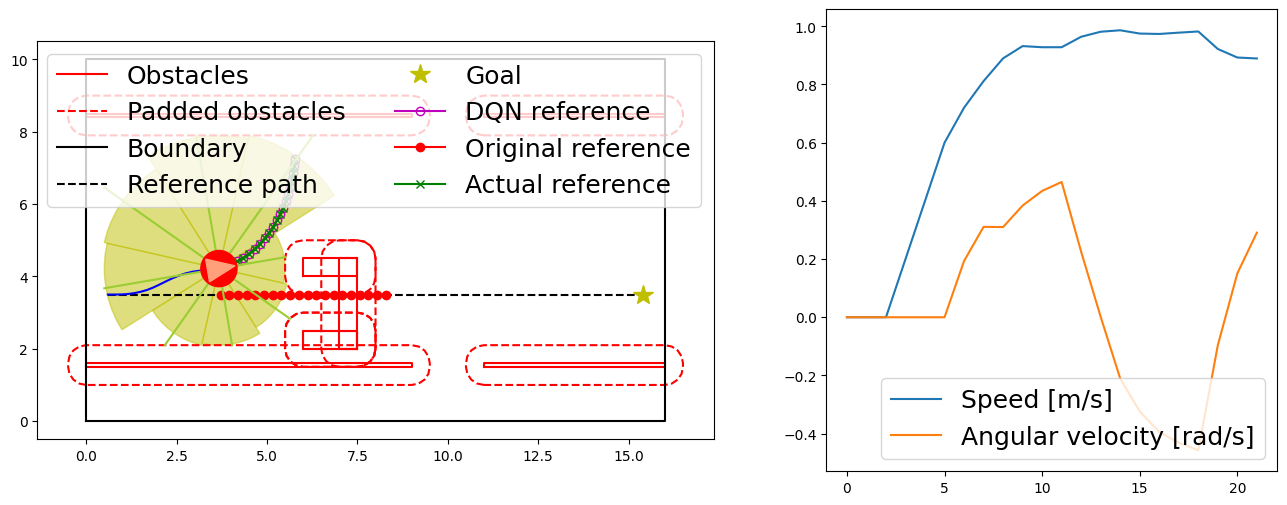 Obstacles
Padded obstacles
Boundary
Reference path
Goal
DQN reference
Original reference
Actual reference
10
8
6
4
2
0
0.0 2.5 5.0 7.5 10.0 12.5 15.0
1.0
0.8
0.6
0.4
0.2
0.0
−0.2
−0.4
Speed [m/s]
Angular velocity [rad/s]
0 5 10 15 20